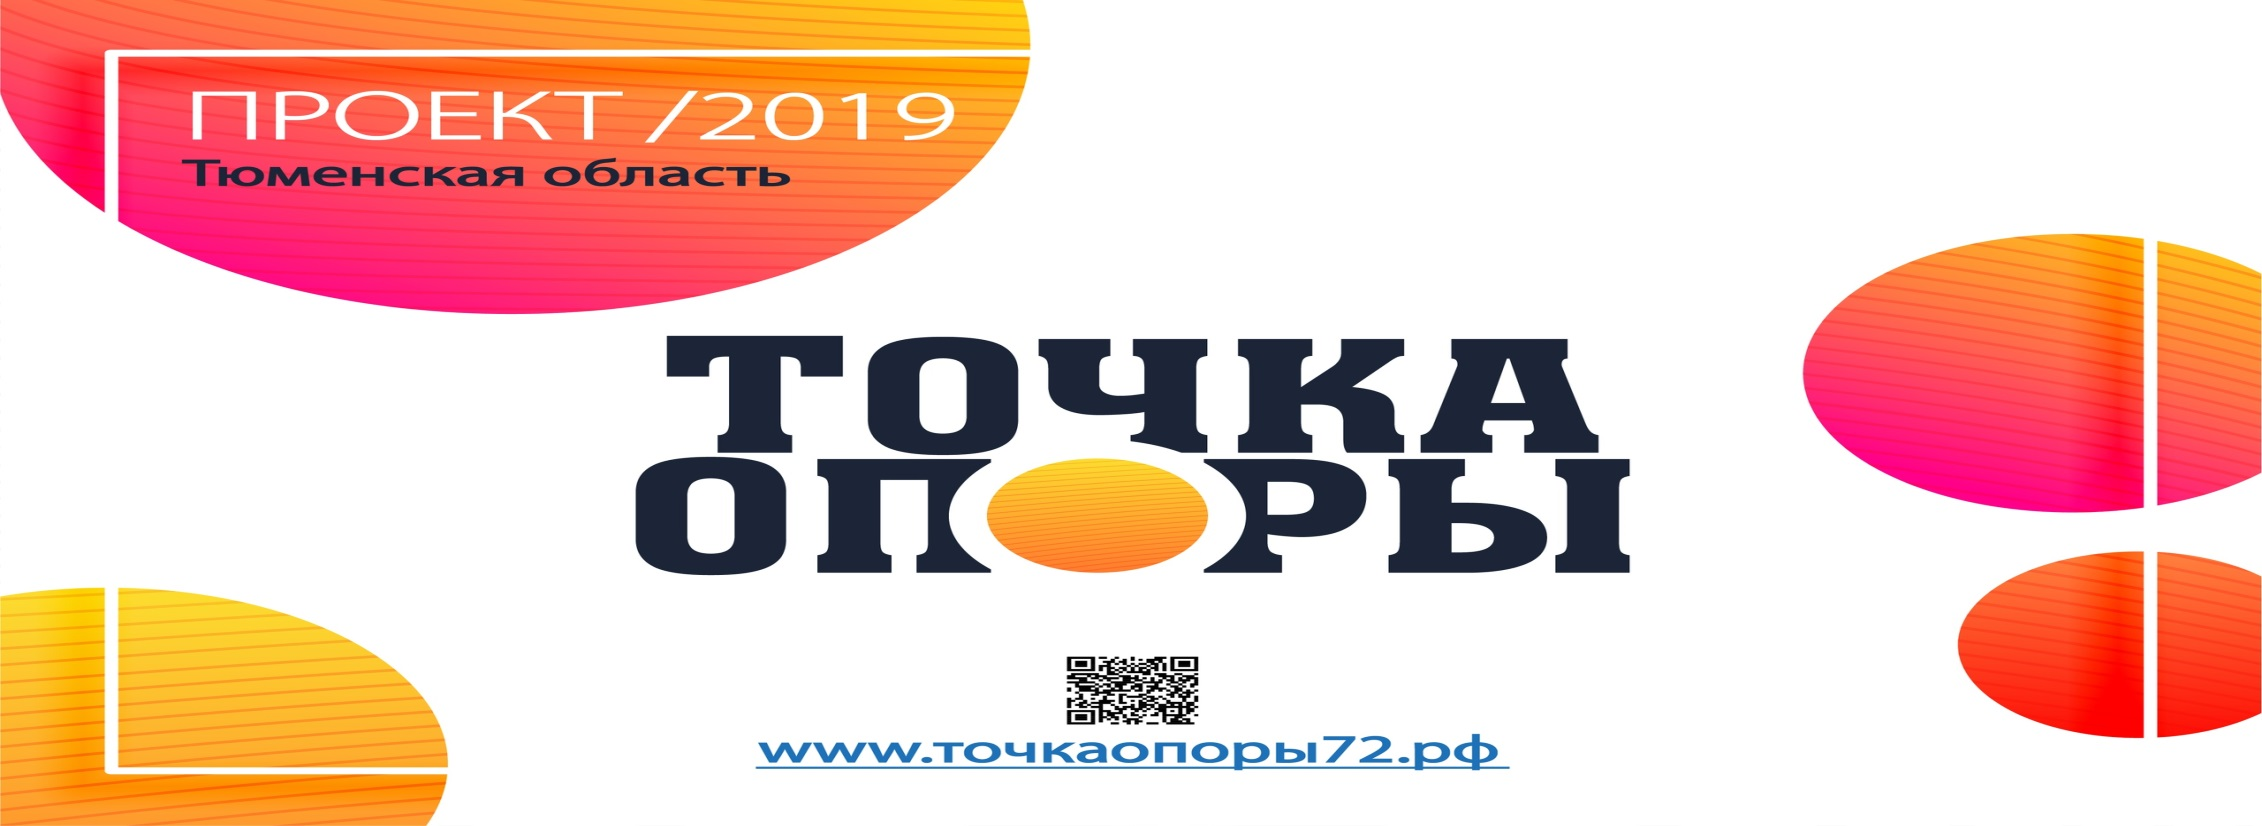 ПРОЕКТ /2019
Тюменская область
ТОЧКА
ОПОРЫ
www.точкаопоры72.рф